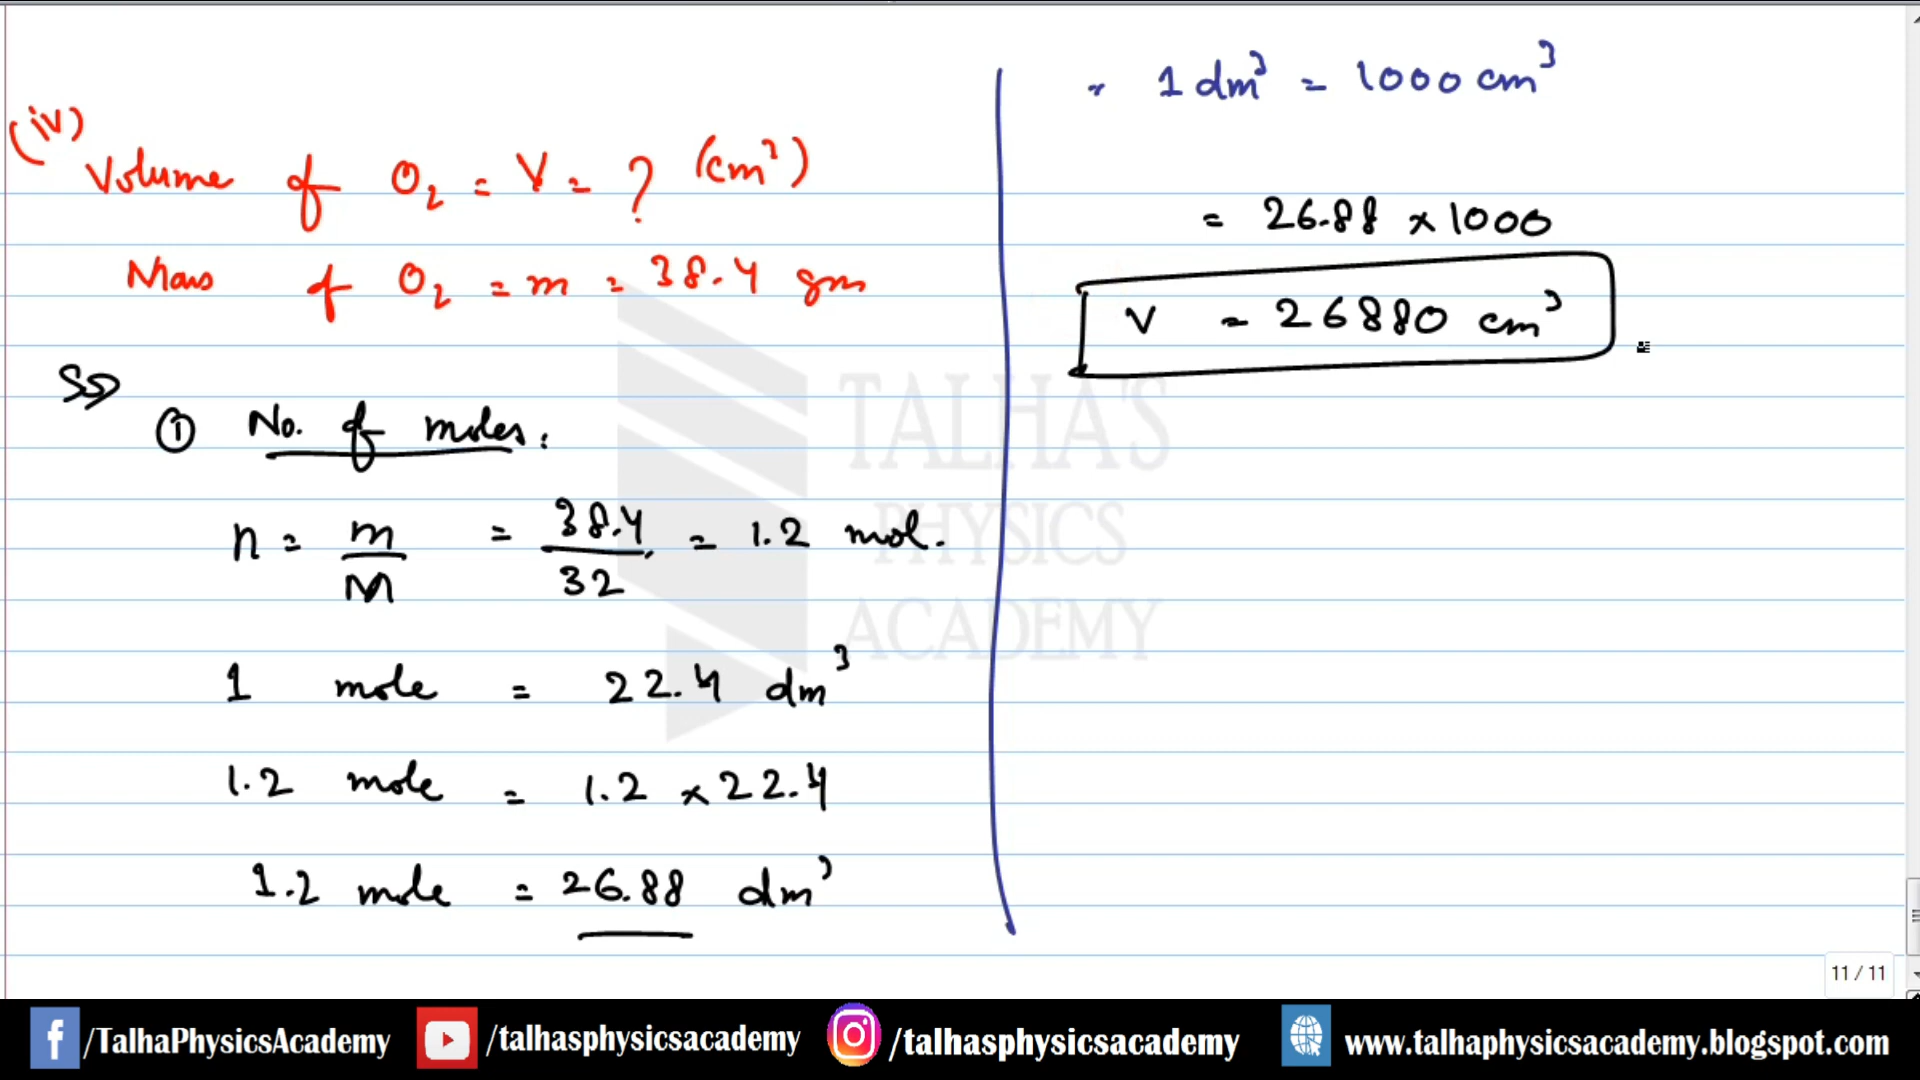 (iv)
Volume of O₂ = V = ? (cm³)
Mass of O₂ = m = 38.4 gm
① No. of moles:
n = m/M = 38.4/32 = 1.2 mol.
1 mole = 22.4 dm³
1.2 mole = 1.2 × 22.4
1.2 mole = 26.88 dm³
∵ 1 dm³ = 1000 cm³
= 26.88 × 1000
V = 26880 cm³
TALHA'S
PHYSICS
ACADEMY
11 / 11
/TalhaPhysicsAcademy
/talhasphysicsacademy
/talhasphysicsacademy
www.talhaphysicsacademy.blogspot.com